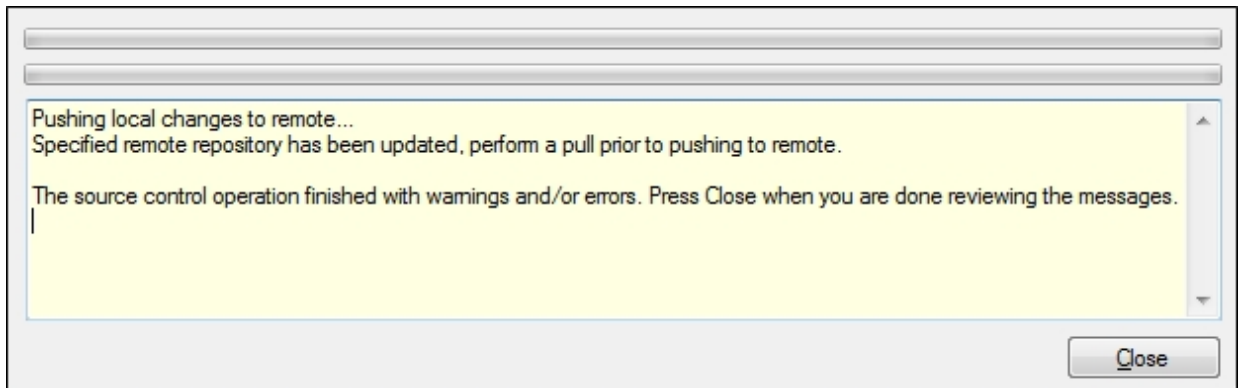 Pushing local changes to remote...
Specified remote repository has been updated, perform a pull prior to pushing to remote.
The source control operation finished with warnings and/or errors. Press Close when you are done reviewing the messages.
Close